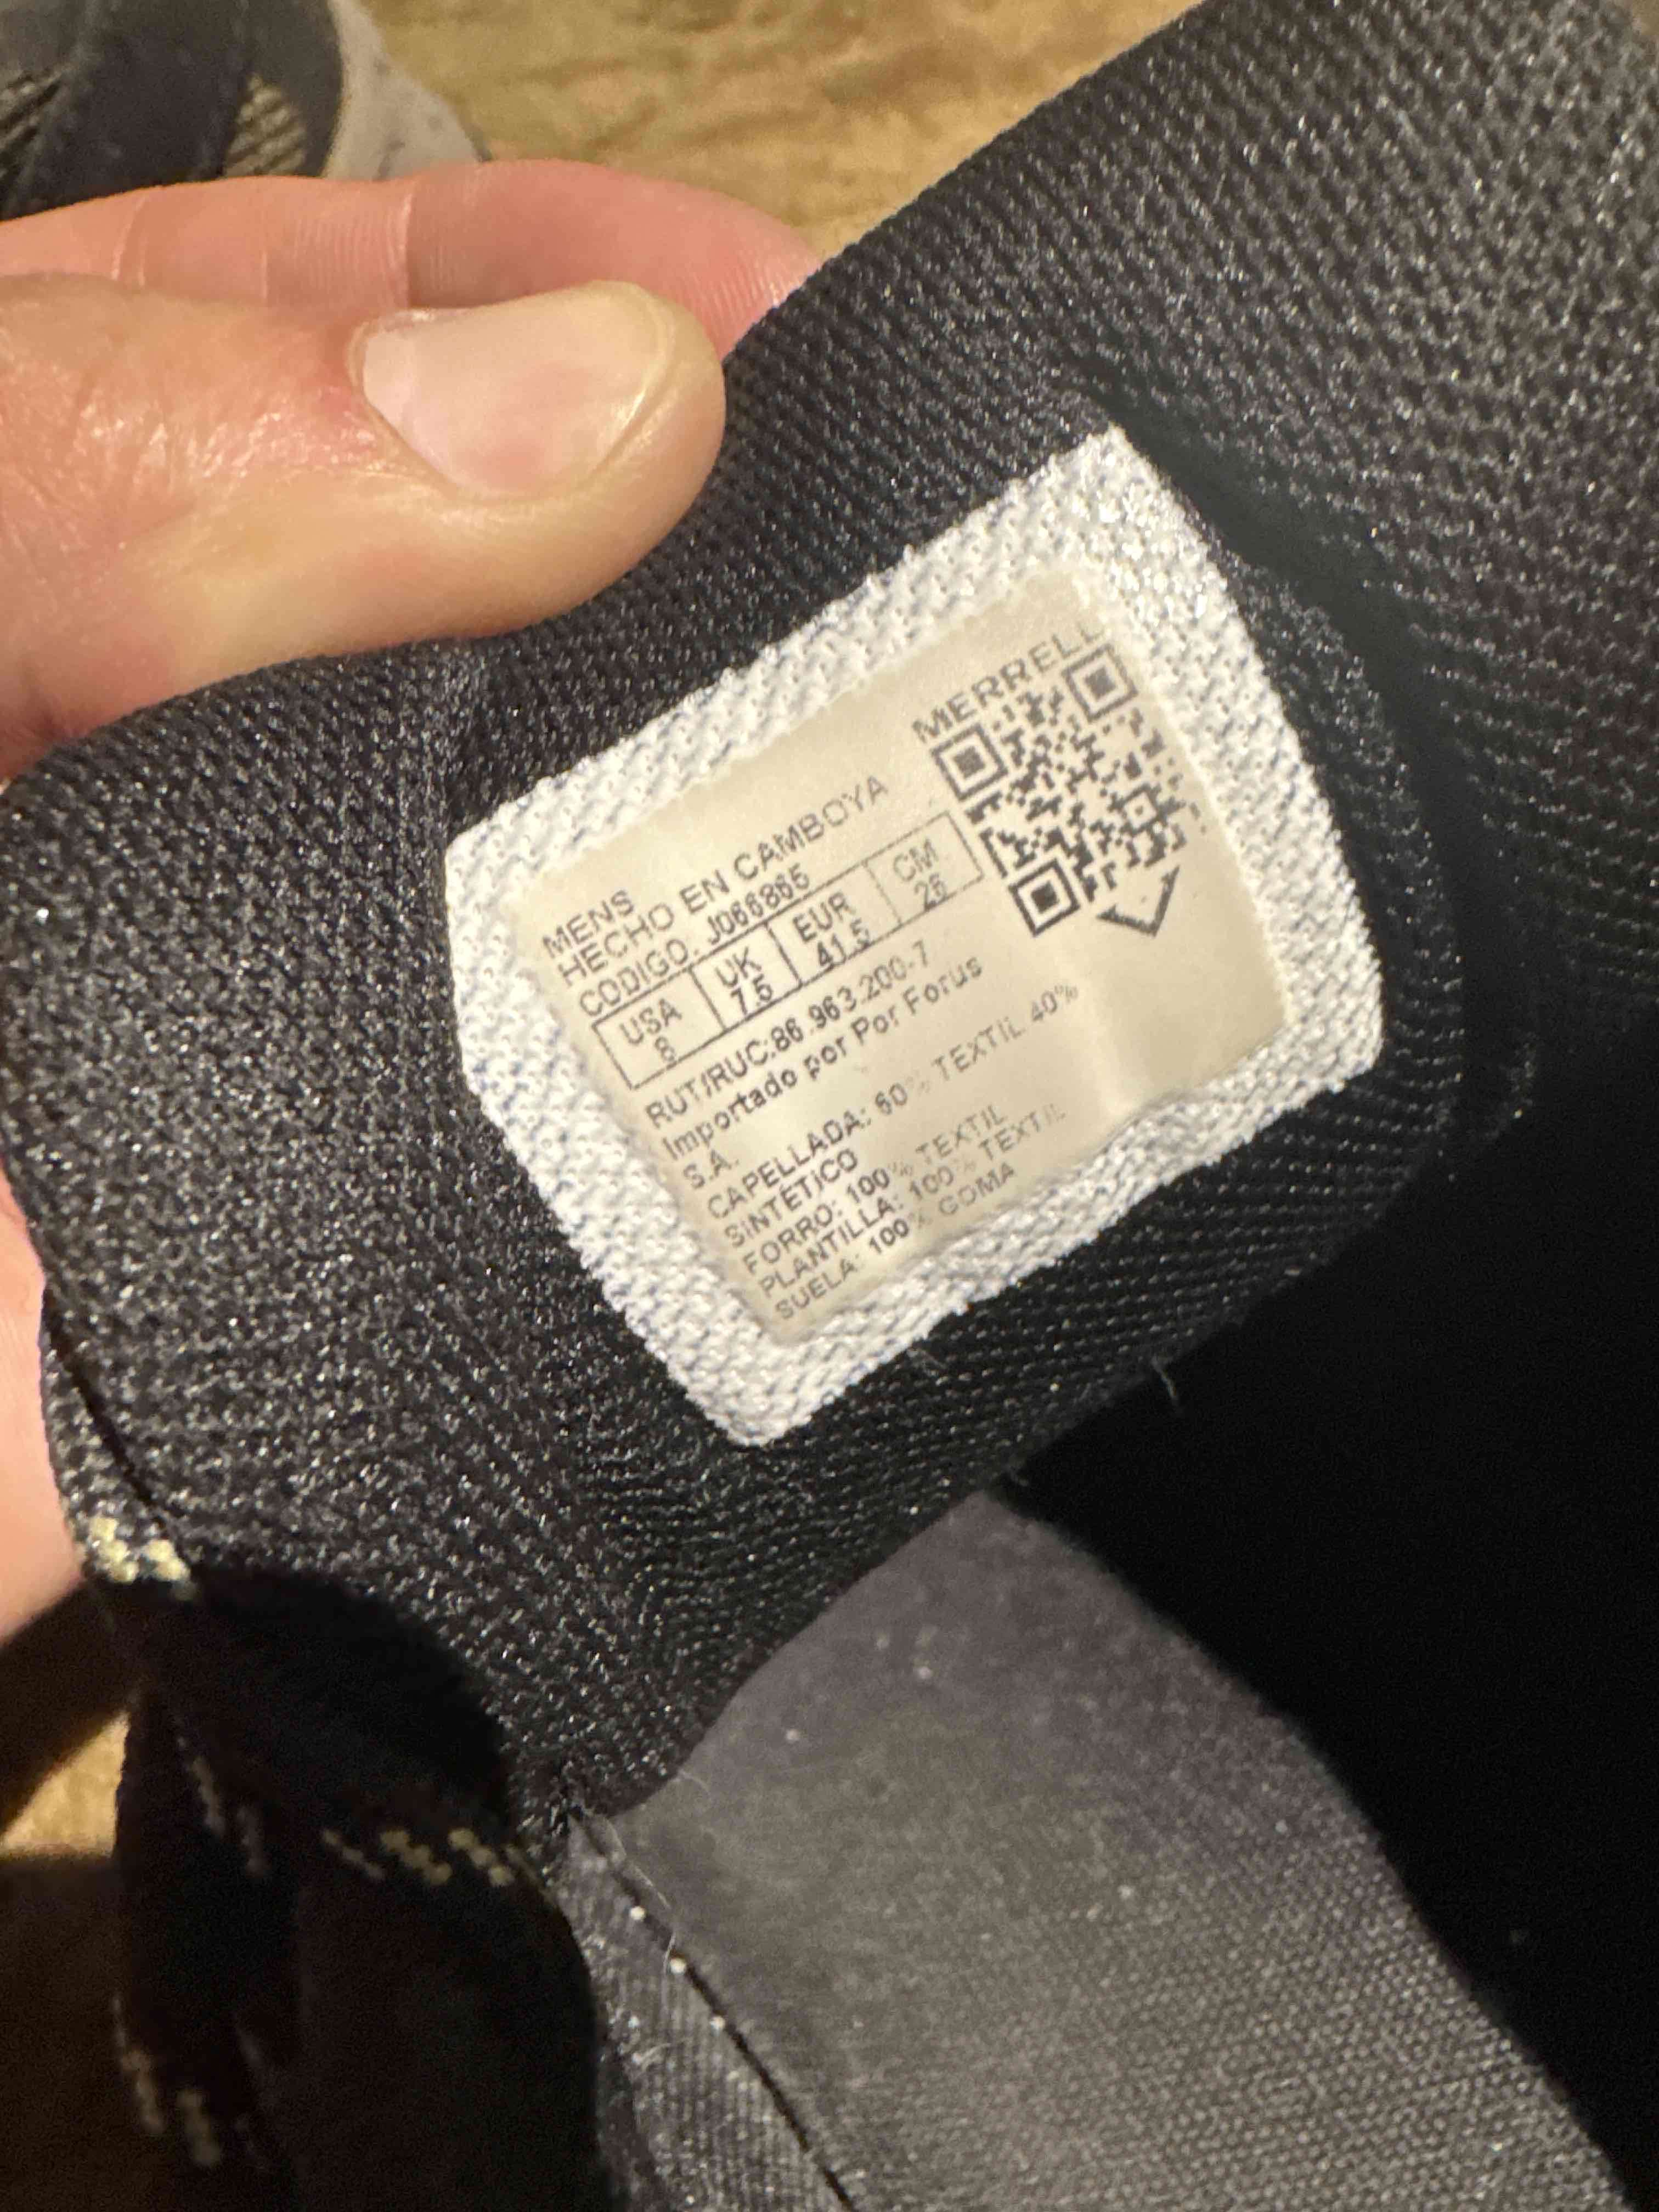 MERRELL
MENS
HECHO EN CAMBOYA
CODIGO. J066865
USA UK EUR CM
8 7.5 41.5 26
RUT/RUC:86.963.200-7
Importado por Por Forus
S.A.
CAPELLADA: 60% TEXTIL 40%
SINTÉTICO
FORRO: 100% TEXTIL
PLANTILLA: 100% TEXTIL
SUELA: 100% GOMA